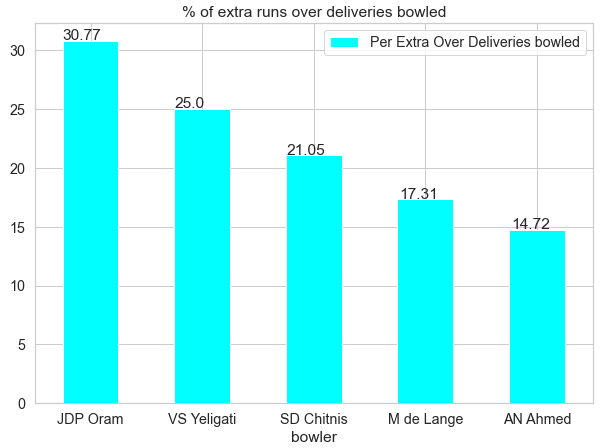 % of extra runs over deliveries bowled
Per Extra Over Deliveries bowled
30.77
25.0
21.05
17.31
14.72
30
25
20
15
10
5
0
JDP Oram
VS Yeligati
SD Chitnis
M de Lange
AN Ahmed
bowler